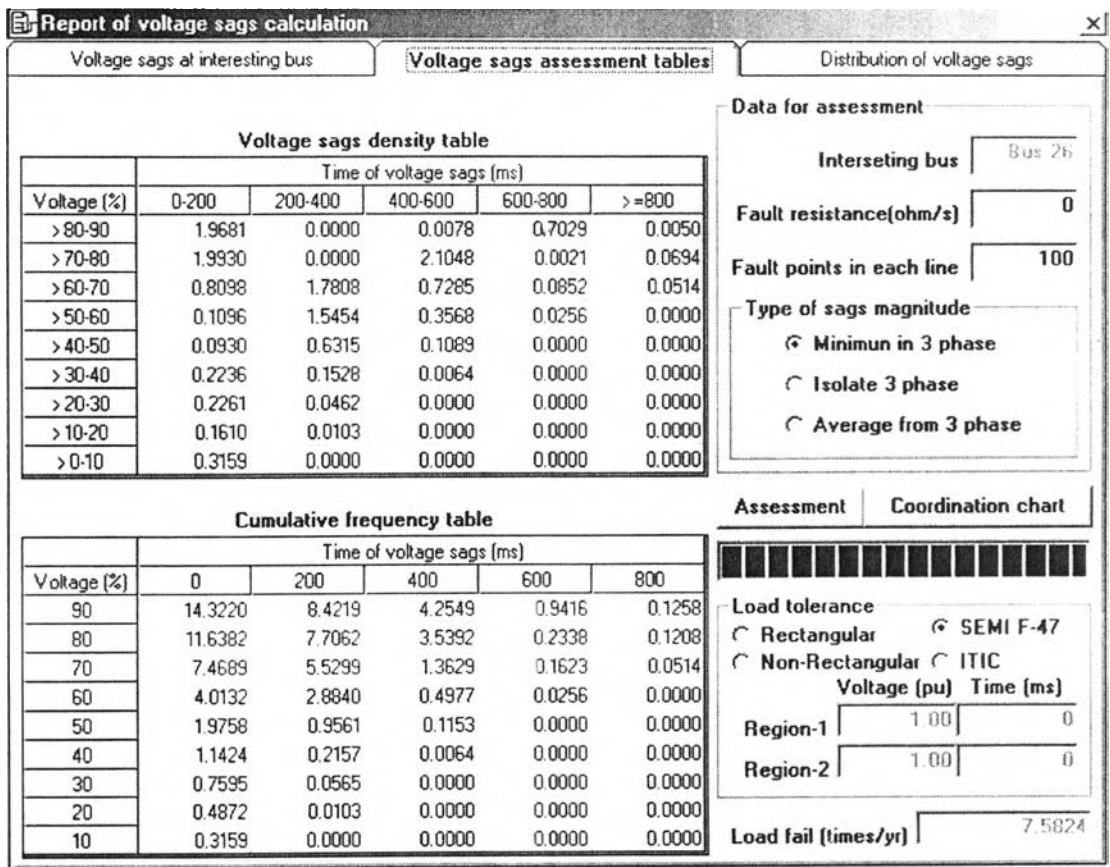 Report of voltage sags calculation
Voltage sags at interesting bus Voltage sags assessment tables Distribution of voltage sags
Voltage sags density table
Time of voltage sags (ms)
Voltage (%) 0-200 200-400 400-600 600-800 >=800
>80-90 1.9681 0.0000 0.0078 0.7029 0.0050
>70-80 1.9930 0.0000 2.1048 0.0021 0.0694
>60-70 0.8098 1.7808 0.7285 0.0852 0.0514
>50-60 0.1096 1.5454 0.3568 0.0256 0.0000
>40-50 0.0930 0.6315 0.1089 0.0000 0.0000
>30-40 0.2236 0.1528 0.0064 0.0000 0.0000
>20-30 0.2261 0.0462 0.0000 0.0000 0.0000
>10-20 0.1610 0.0103 0.0000 0.0000 0.0000
>0-10 0.3159 0.0000 0.0000 0.0000 0.0000
Cumulative frequency table
Time of voltage sags (ms)
Voltage (%) 0 200 400 600 800
90 14.3220 8.4219 4.2549 0.9416 0.1258
80 11.6382 7.7062 3.5392 0.2338 0.1208
70 7.4689 5.5299 1.3629 0.1623 0.0514
60 4.0132 2.8840 0.4977 0.0256 0.0000
50 1.9758 0.9561 0.1153 0.0000 0.0000
40 1.1424 0.2157 0.0064 0.0000 0.0000
30 0.7595 0.0565 0.0000 0.0000 0.0000
20 0.4872 0.0103 0.0000 0.0000 0.0000
10 0.3159 0.0000 0.0000 0.0000 0.0000
Data for assessment
Interseting bus Bus 26
Fault resistance(ohm/s) 0
Fault points in each line 100
Type of sags magnitude
Minimun in 3 phase
Isolate 3 phase
Average from 3 phase
Assessment Coordination chart
Load tolerance
Rectangular SEMI F-47
Non-Rectangular ITIC
Voltage (pu) Time (ms)
Region-1 1.00 0
Region-2 1.00 0
Load fail (times/yr) 7.5824